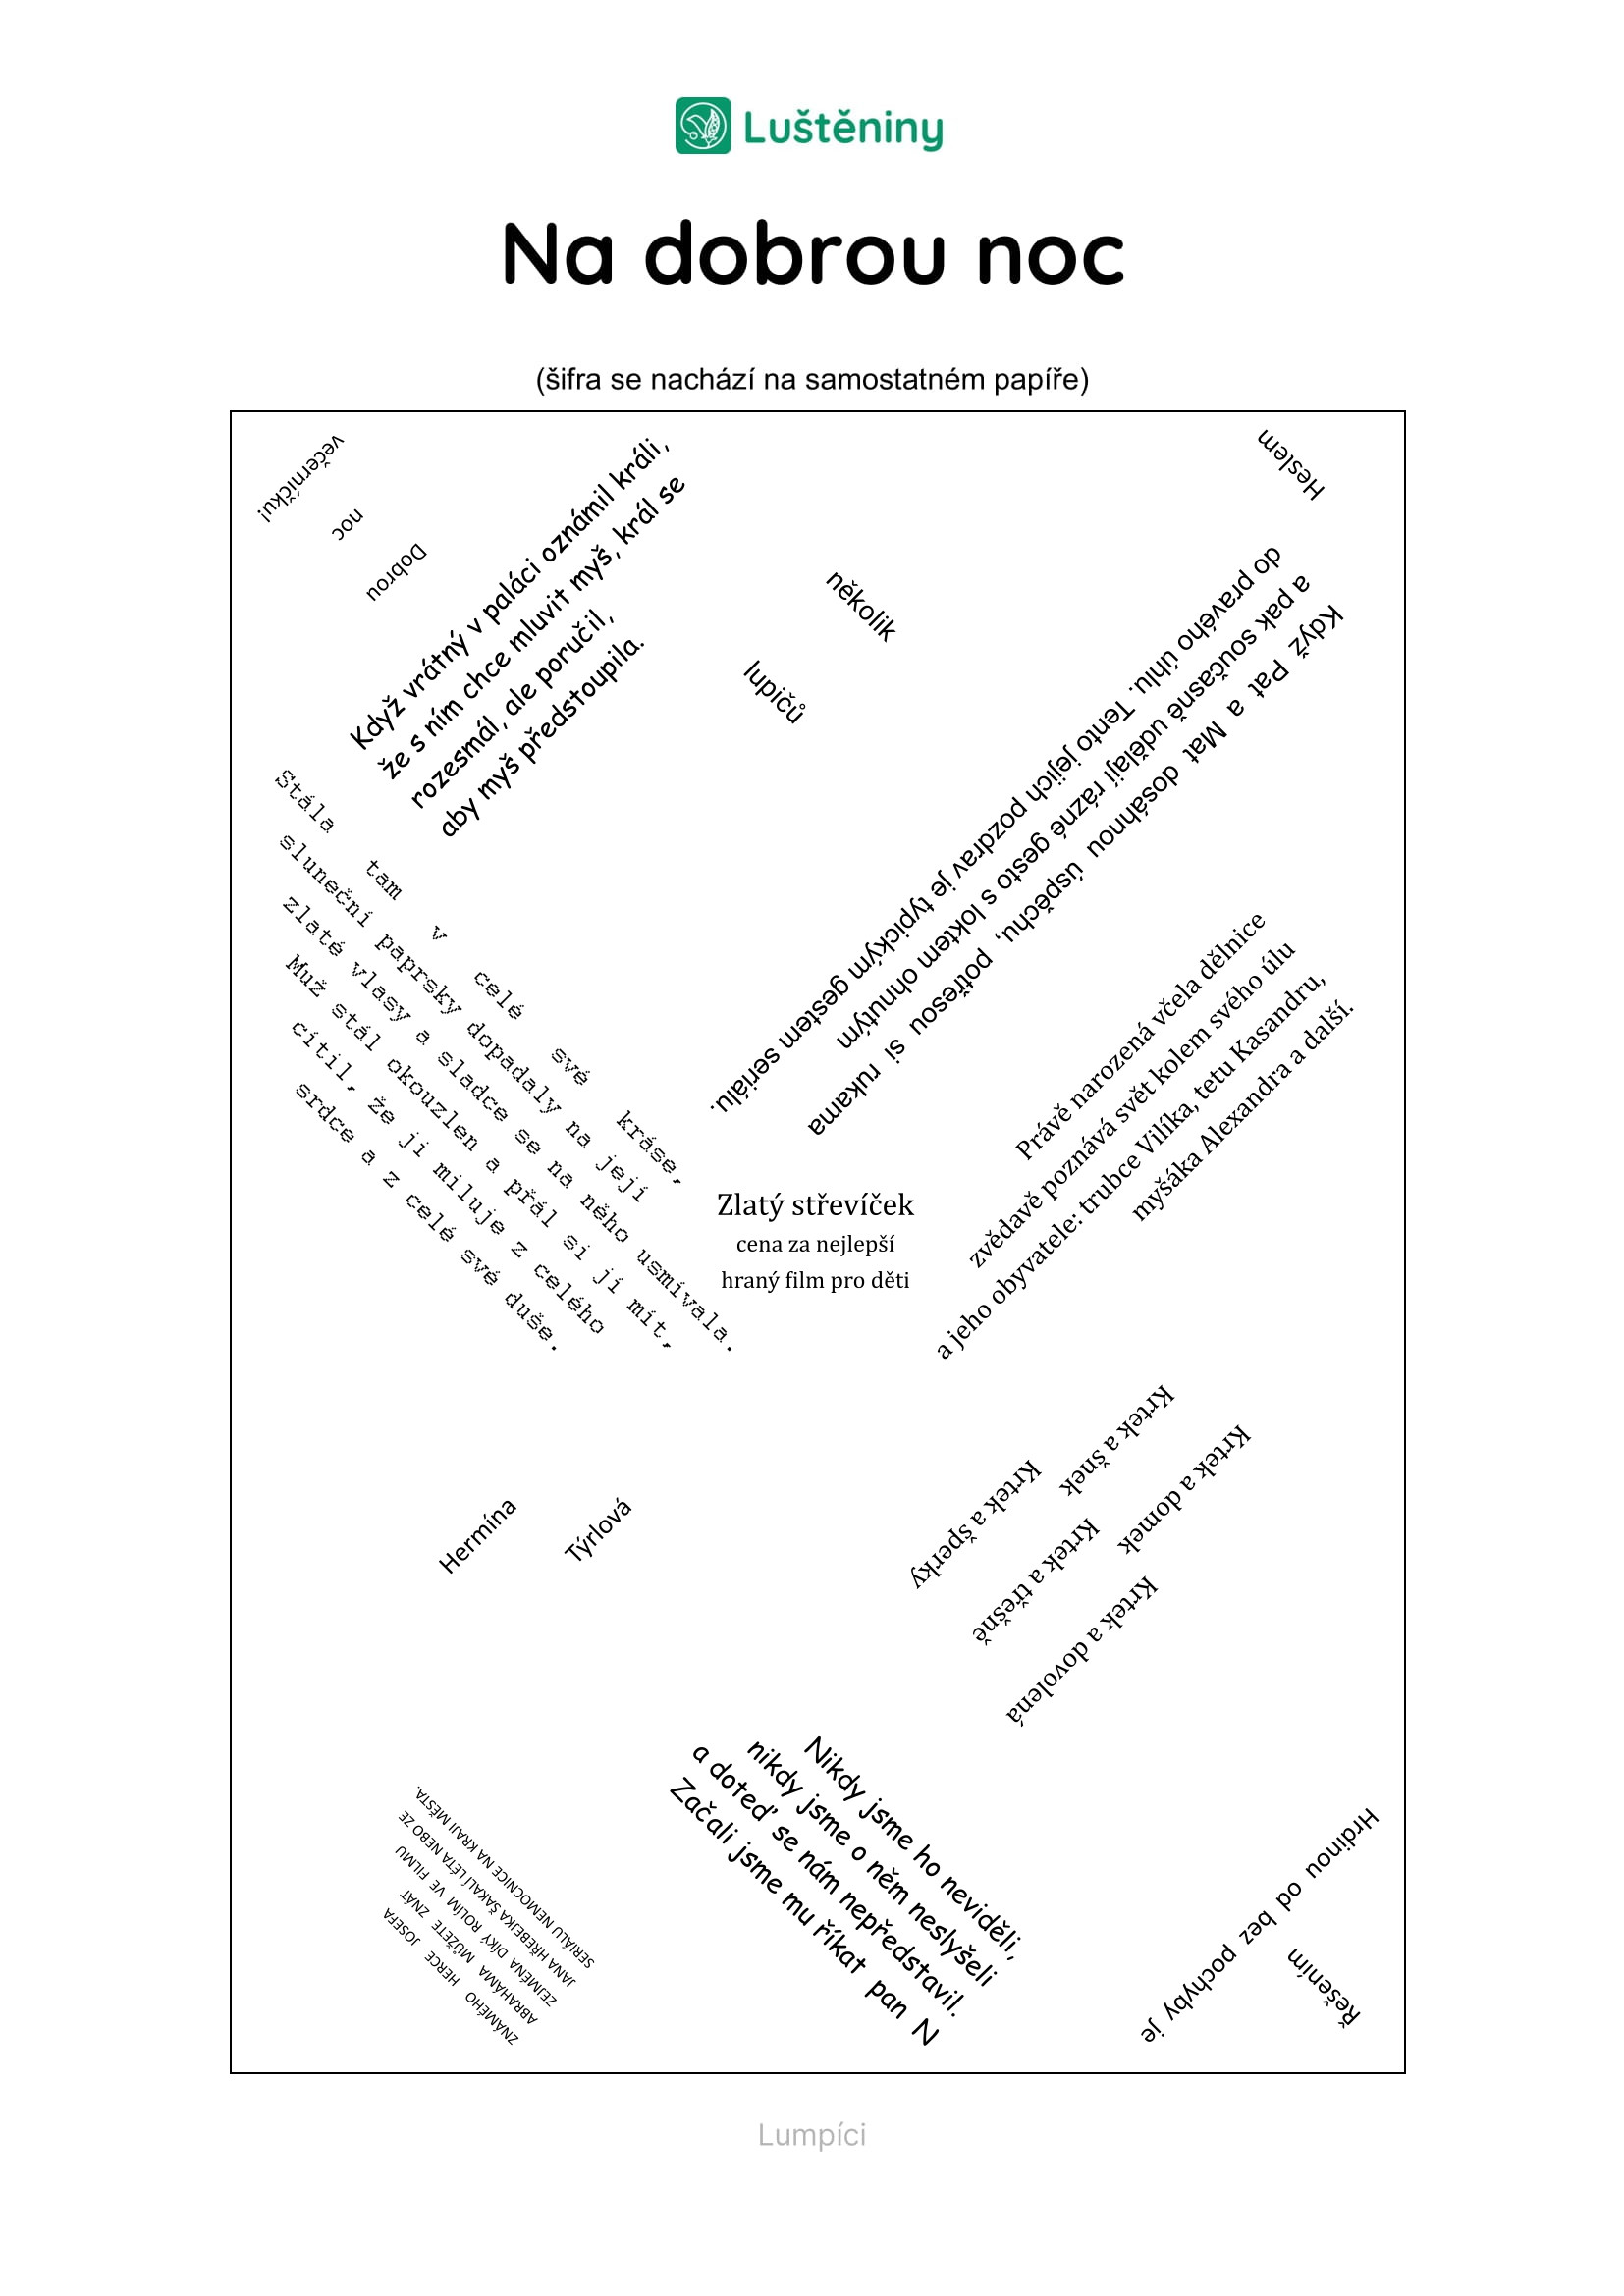 Luštěniny
Na dobrou noc
(šifra se nachází na samostatném papíře)
večerníčku!
noc
Dobrou
Když vrátný v paláci oznámil králi,
že s ním chce mluvit myš, král se
rozesmál, ale poručil,
aby myš předstoupila.
Heslem
několik
lupičů
Když Pat a Mat dosáhnou úspěchu, potřesou si rukama
a pak současně udělají rázné gesto s loktem ohnutým
do pravého úhlu. Tento jejich pozdrav je typickým gestem seriálu.
Stála tam v celé své kráse,
sluneční paprsky dopadaly na její
zlaté vlasy a sladce se na něho usmívala.
Muž stál okouzlen a přál si jí mít,
cítil, že ji miluje z celého
srdce a z celé své duše.
Zlatý střevíček
cena za nejlepší
hraný film pro děti
Právě narozená včela dělnice
zvědavě poznává svět kolem svého úlu
a jeho obyvatele: trubce Vilíka, tetu Kasandru,
myšáka Alexandra a další.
Hermína
Týrlová
Krtek a šnek
Krtek a domek
Krtek a šperky
Krtek a třešně
Krtek a dovolená
ZNÁMÉHO HERCE JOSEFA
ABRAHÁMA MŮŽETE ZNÁT
ZEJMÉNA DÍKY ROLÍM VE FILMU
JANA HŘEBEJKA ŠAKALÍ LÉTA NEBO ZE
SERIÁLU NEMOCNICE NA KRAJI MĚSTA.
Nikdy jsme ho neviděli,
nikdy jsme o něm neslyšeli
a doteď se nám nepředstavil.
Začali jsme mu říkat pan N
Hrdinou od bez pochyby je
Řešením
Lumpíci